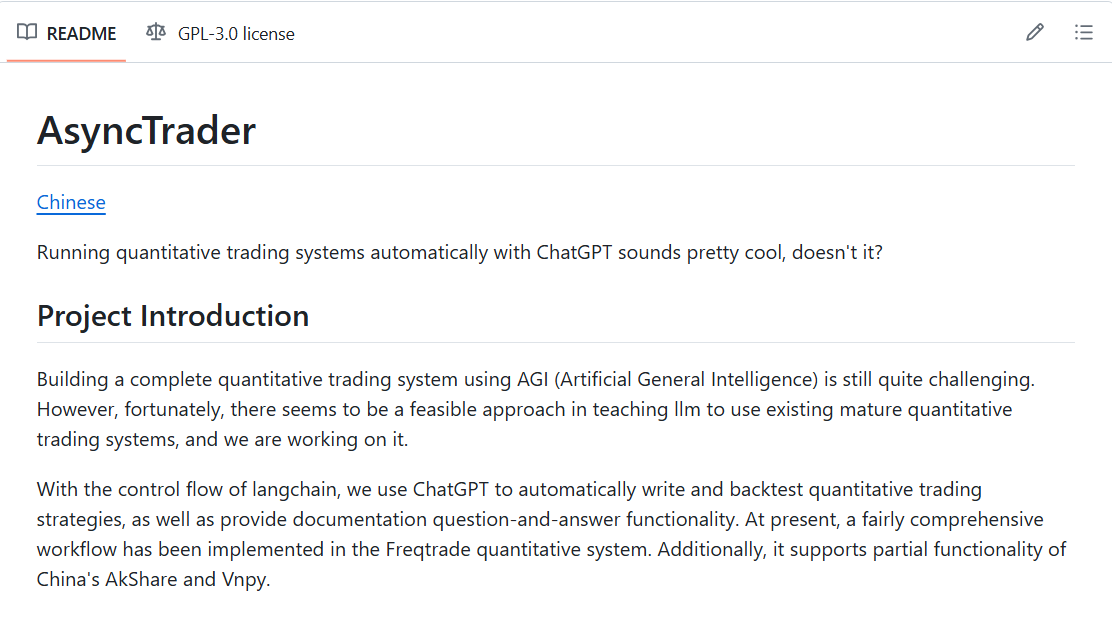 README
GPL-3.0 license
AsyncTrader
Chinese
Running quantitative trading systems automatically with ChatGPT sounds pretty cool, doesn't it?
Project Introduction
Building a complete quantitative trading system using AGI (Artificial General Intelligence) is still quite challenging.
However, fortunately, there seems to be a feasible approach in teaching llm to use existing mature quantitative
trading systems, and we are working on it.
With the control flow of langchain, we use ChatGPT to automatically write and backtest quantitative trading
strategies, as well as provide documentation question-and-answer functionality. At present, a fairly comprehensive
workflow has been implemented in the Freqtrade quantitative system. Additionally, it supports partial functionality of
China's AkShare and Vnpy.